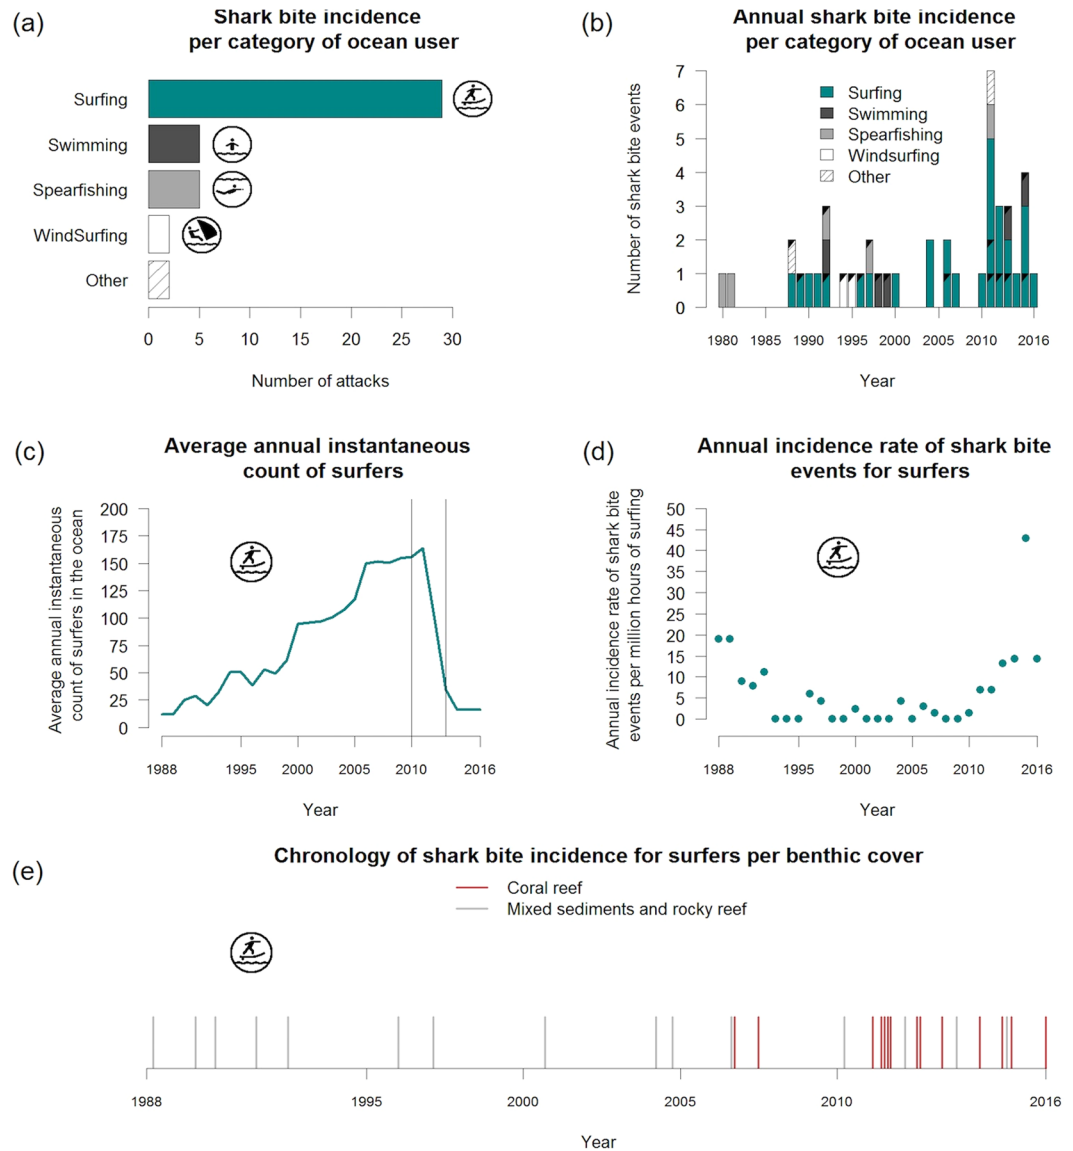 (a)
Shark bite incidence
per category of ocean user
Surfing
Swimming
Spearfishing
WindSurfing
Other
0 5 10 15 20 25 30
Number of attacks
(b)
Annual shark bite incidence
per category of ocean user
Number of shark bite events
7
6
5
4
3
2
1
0
Surfing
Swimming
Spearfishing
Windsurfing
Other
1980 1985 1990 1995 2000 2005 2010 2016
Year
(c)
Average annual instantaneous
count of surfers
Average annual instantaneous
count of surfers in the ocean
200
175
150
125
100
75
50
25
0
1988 1995 2000 2005 2010 2016
Year
(d)
Annual incidence rate of shark bite
events for surfers
Annual incidence rate of shark bite
events per million hours of surfing
50
45
40
35
30
25
20
15
10
5
0
1988 1995 2000 2005 2010 2016
Year
(e)
Chronology of shark bite incidence for surfers per benthic cover
Coral reef
Mixed sediments and rocky reef
1988 1995 2000 2005 2010 2016
Year